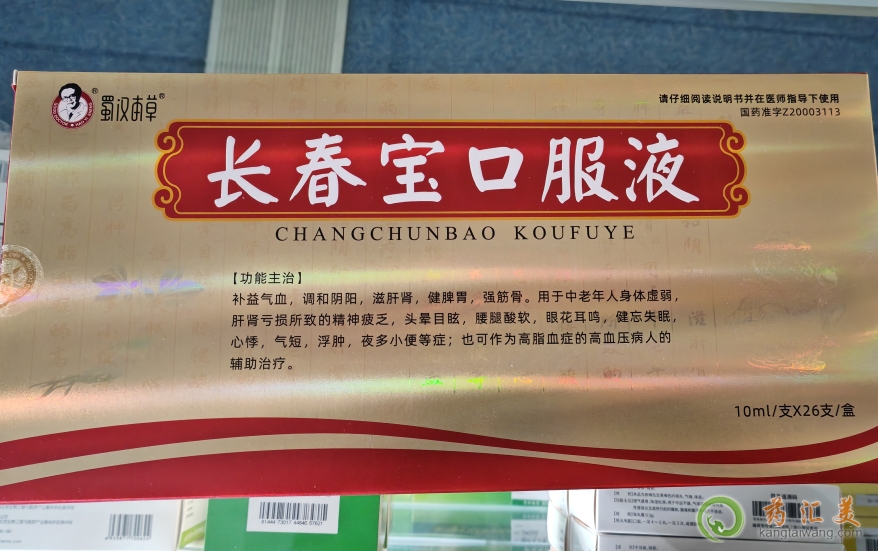 蜀汉本草
请仔细阅读说明书并在医师指导下使用
国药准字Z20003113
长春宝口服液
CHANGCHUNBAO KOUFUYE
【功能主治】
补益气血，调和阴阳，滋肝肾，健脾胃，强筋骨。用于中老年人身体虚弱，
肝肾亏损所致的精神疲乏，头晕目眩，腰腿酸软，眼花耳鸣，健忘失眠，
心悸，气短，浮肿，夜多小便等症；也可作为高脂血症的高血压病人的
辅助治疗。
10ml/支X26支/盒
药汇美
kangtaiwang.com